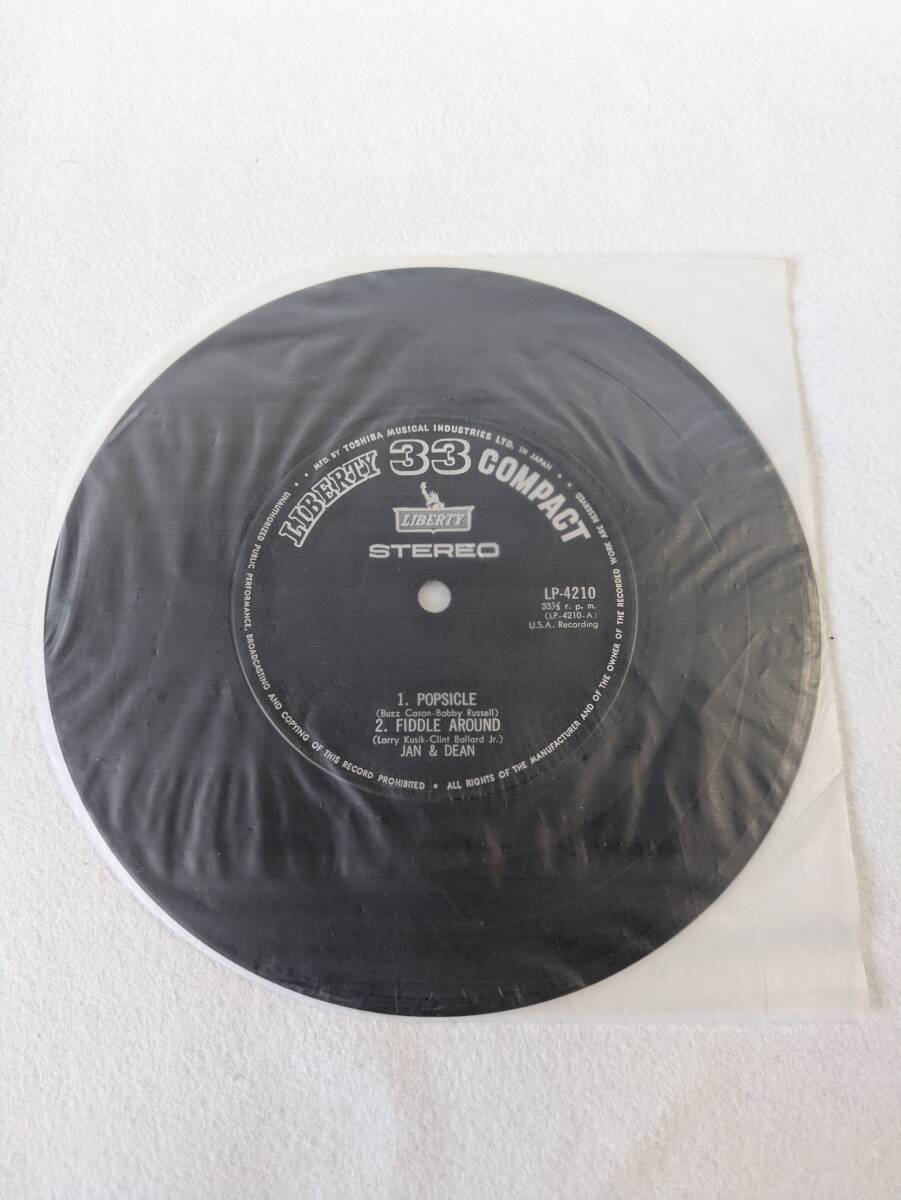 • MFD. BY TOSHIBA MUSICAL INDUSTRIES LTD. IN JAPAN •
LIBERTY 33 COMPACT
LIBERTY
STEREO
LP-4210
33⅓ r. p. m.
(LP-4210-A)
U.S.A. Recording
1. POPSICLE
(Buzz Cason-Bobby Russell)
2. FIDDLE AROUND
(Larry Kusik-Clint Ballard Jr.)
JAN & DEAN
UNAUTHORIZED PUBLIC PERFORMANCE, BROADCASTING AND COPYING OF THIS RECORD PROHIBITED • ALL RIGHTS OF THE MANUFACTURER AND OF THE OWNER OF THE RECORDED WORK ARE RESERVED